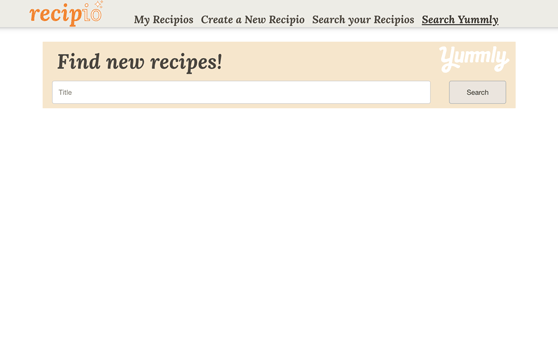 recipio
My Recipios Create a New Recipio Search your Recipios Search Yummly
Find new recipes!
Yummly
Title
Search